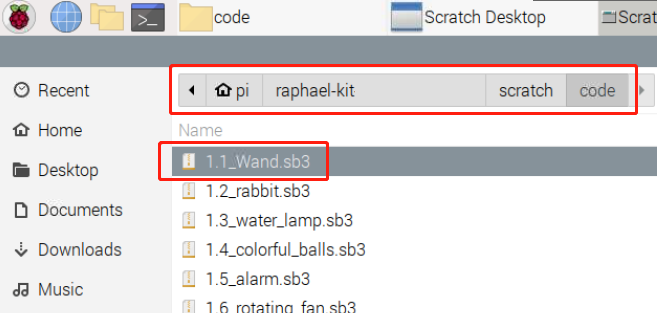 code Scratch Desktop Scrat
pi raphael-kit scratch code
Recent
Home
Desktop
Documents
Downloads
Music
Name
1.1_Wand.sb3
1.2_rabbit.sb3
1.3_water_lamp.sb3
1.4_colorful_balls.sb3
1.5_alarm.sb3
1.6_rotating_fan.sb3